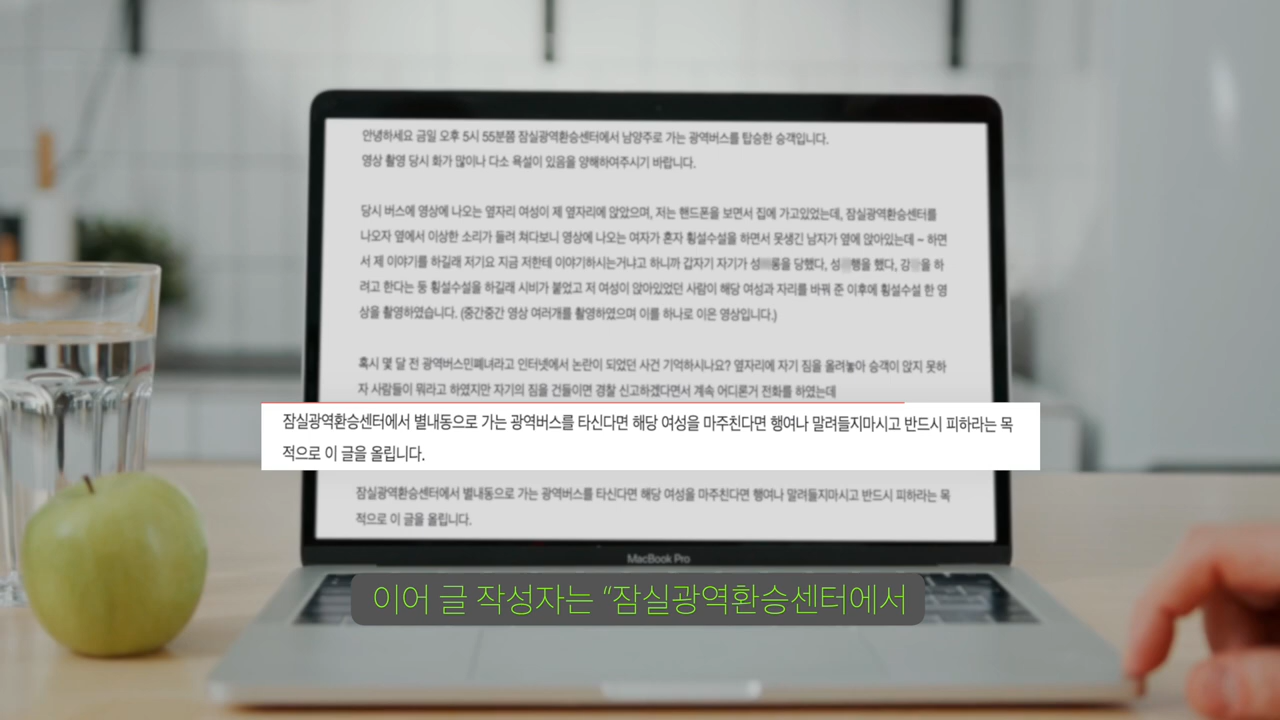 안녕하세요 금일 오후 5시 55분쯤 잠실광역환승센터에서 남양주로 가는 광역버스를 탑승한 승객입니다.
영상 촬영 당시 화가 많이나 다소 욕설이 있음을 양해하여주시기 바랍니다.
당시 버스에 영상에 나오는 옆자리 여성이 제 옆자리에 앉았으며, 저는 핸드폰을 보면서 집에 가고있었는데, 잠실광역환승센터를
나오자 옆에서 이상한 소리가 들려 쳐다보니 영상에 나오는 여자가 혼자 횡설수설을 하면서 못생긴 남자가 옆에 앉아있는데 ~ 하면
서 제 이야기를 하길래 저기요 지금 저한테 이야기하시는거냐고 하니까 갑자기 자기가 성 롱을 당했다, 성 행을 했다, 강 을 하
려고 한다는 둥 횡설수설을 하길래 시비가 붙었고 저 여성이 앉아있었던 사람이 해당 여성과 자리를 바꿔 준 이후에 횡설수설 한 영
상을 촬영하였습니다. (중간중간 영상 여러개를 촬영하였으며 이를 하나로 이은 영상입니다.)
혹시 몇 달 전 광역버스민폐녀라고 인터넷에서 논란이 되었던 사건 기억하시나요? 옆자리에 자기 짐을 올려놓아 승객이 앉지 못하
자 사람들이 뭐라고 하였지만 자기의 짐을 건들이면 경찰 신고하겠다면서 계속 어디론거 전화를 하였는데
잠실광역환승센터에서 별내동으로 가는 광역버스를 타신다면 해당 여성을 마주친다면 행여나 말려들지마시고 반드시 피하라는 목
적으로 이 글을 올립니다.
잠실광역환승센터에서 별내동으로 가는 광역버스를 타신다면 해당 여성을 마주친다면 행여나 말려들지마시고 반드시 피하라는 목
적으로 이 글을 올립니다.
MacBook Pro
이어 글 작성자는 “잠실광역환승센터에서